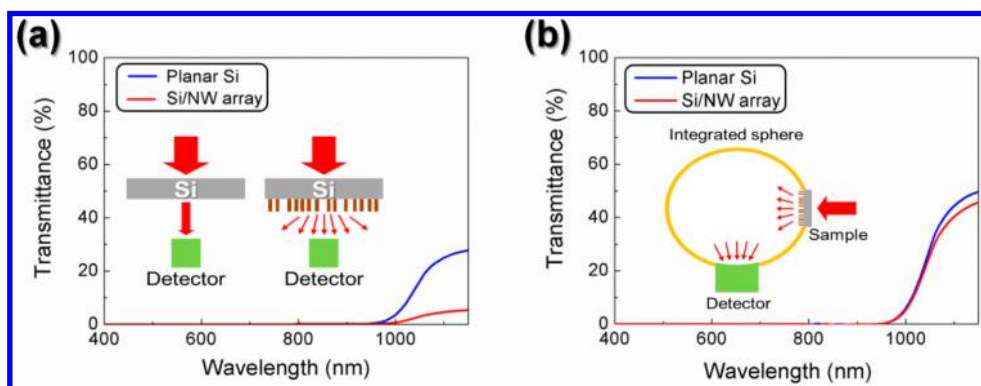 (a)
Planar Si
Si/NW array
Si
Si
Detector
Detector
Transmittance (%)
100
80
60
40
20
0
400
600
800
1000
Wavelength (nm)
(b)
Planar Si
Si/NW array
Integrated sphere
Sample
Detector
Transmittance (%)
100
80
60
40
20
0
400
600
800
1000
Wavelength (nm)